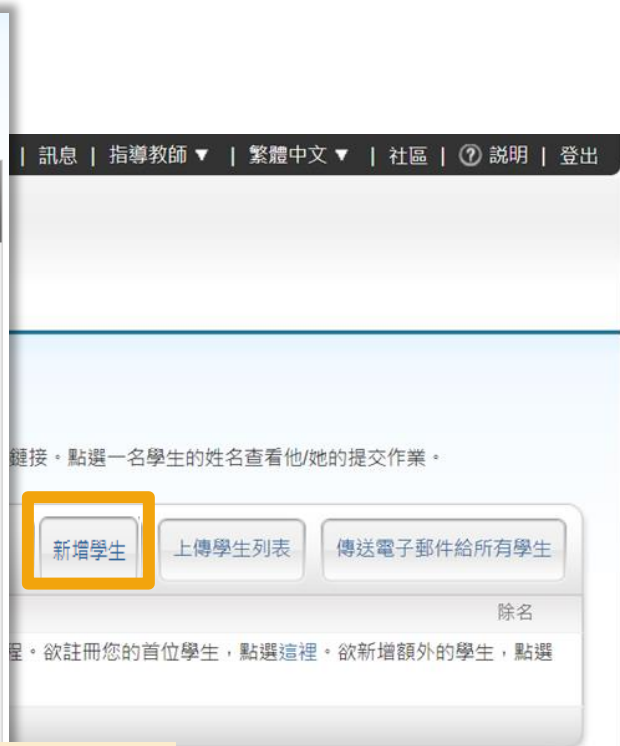 | 訊息 | 指導教師 ▼ | 繁體中文 ▼ | 社區 | ? 説明 | 登出
鏈接。點選一名學生的姓名查看他/她的提交作業。
新增學生 上傳學生列表 傳送電子郵件給所有學生
除名
程。欲註冊您的首位學生，點選這裡。欲新增額外的學生，點選